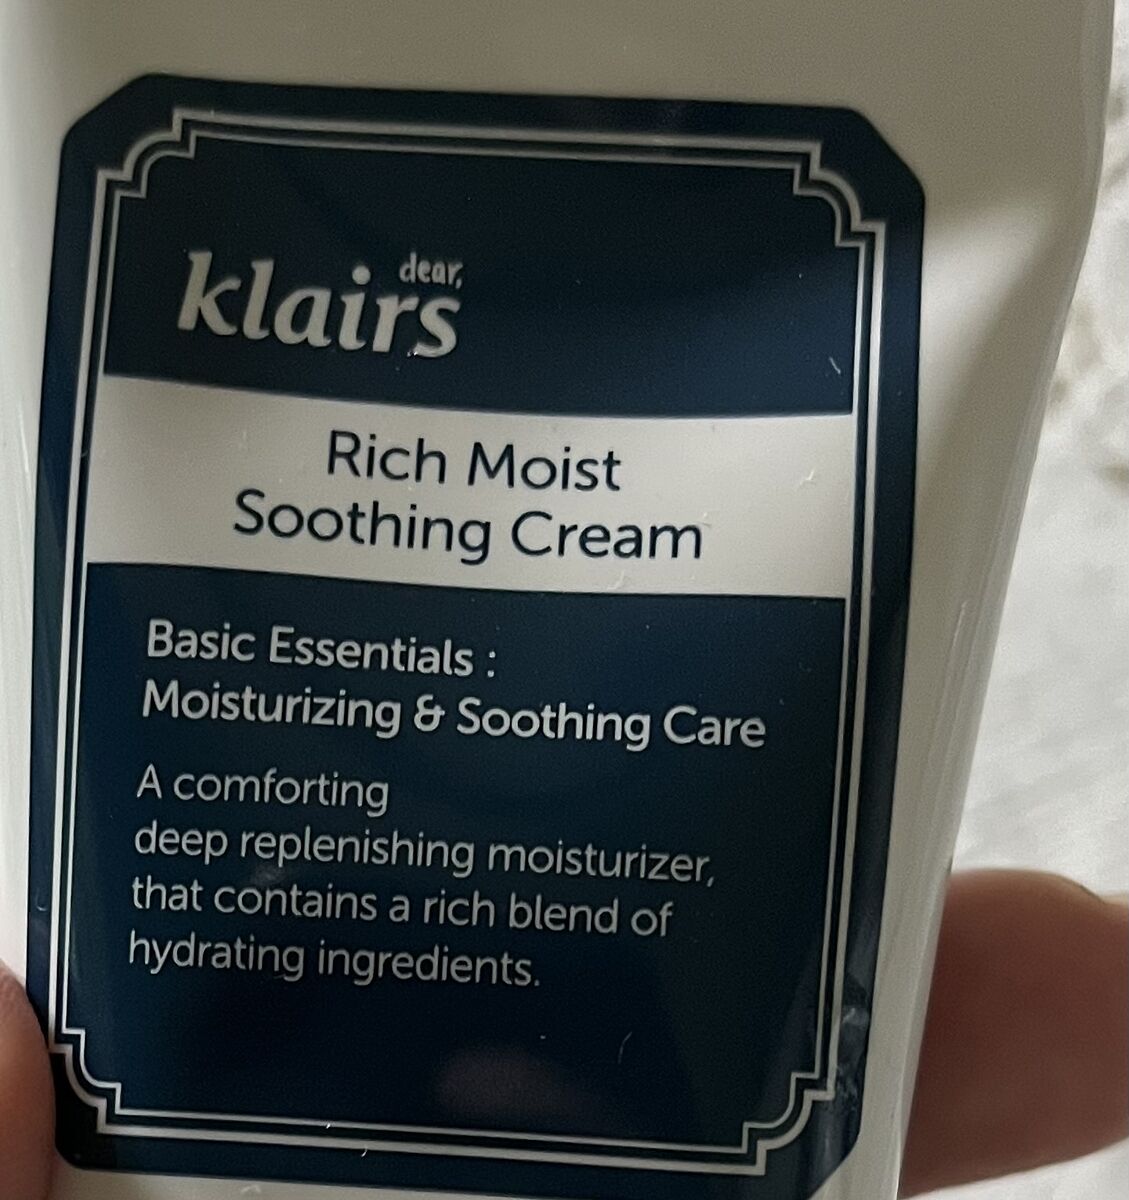 dear,
klairs
Rich Moist
Soothing Cream
Basic Essentials :
Moisturizing & Soothing Care
A comforting
deep replenishing moisturizer,
that contains a rich blend of
hydrating ingredients.